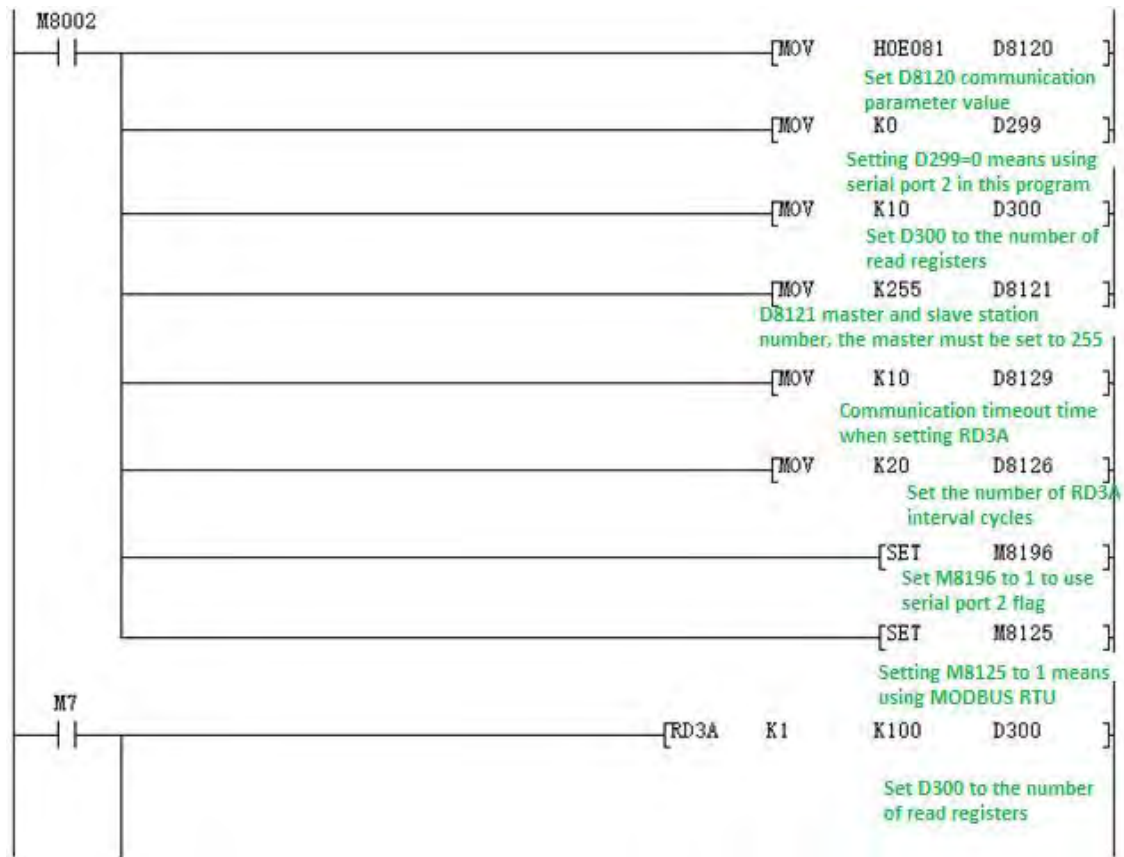 M8002
[MOV H0E081 D8120 ]
Set D8120 communication
parameter value
[MOV K0 D299 ]
Setting D299=0 means using
serial port 2 in this program
[MOV K10 D300 ]
Set D300 to the number of
read registers
[MOV K255 D8121 ]
D8121 master and slave station
number, the master must be set to 255
[MOV K10 D8129 ]
Communication timeout time
when setting RD3A
[MOV K20 D8126 ]
Set the number of RD3A
interval cycles
[SET M8196 ]
Set M8196 to 1 to use
serial port 2 flag
[SET M8125 ]
Setting M8125 to 1 means
using MODBUS RTU
M7
[RD3A K1 K100 D300 ]
Set D300 to the number
of read registers